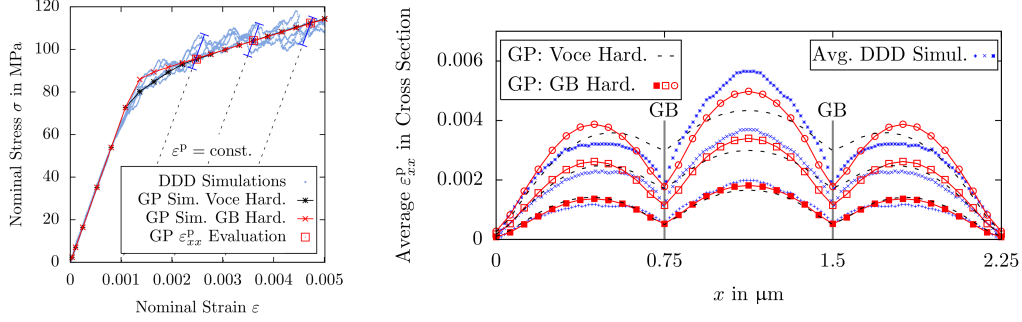 120
100
80
60
40
20
0
Nominal Stress σ in MPa
ε^p = const.
DDD Simulations
GP Sim. Voce Hard.
GP Sim. GB Hard.
GP ε^p_xx Evaluation
0 0.001 0.002 0.003 0.004 0.005
Nominal Strain ε
0.006
0.004
0.002
0
Average ε^p_xx in Cross Section
GP: Voce Hard.
GP: GB Hard.
Avg. DDD Simul.
GB GB
0 0.75 1.5 2.25
x in μm